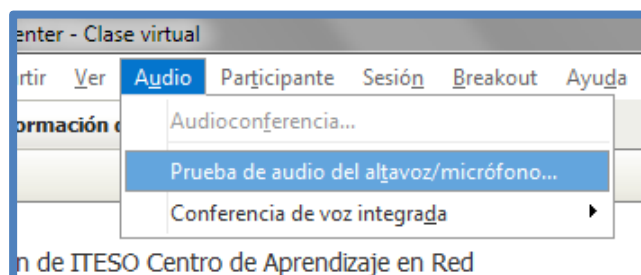 enter - Clase virtual
rtir Ver Audio Participante Sesión Breakout Ayuda
ormación
Audioconferencia...
Prueba de audio del altavoz/micrófono...
Conferencia de voz integrada
n de ITESO Centro de Aprendizaje en Red